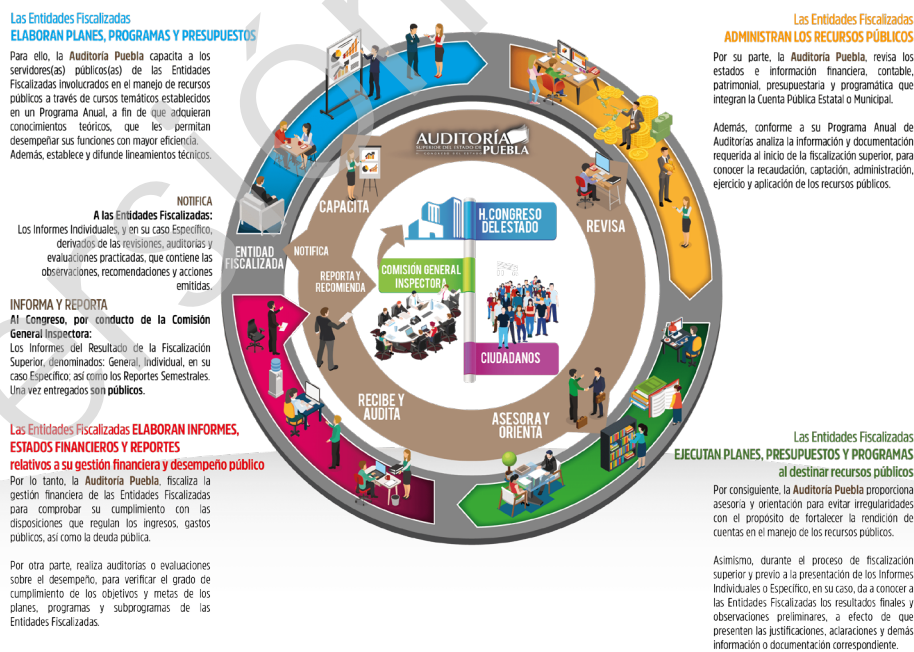 Las Entidades Fiscalizadas
ELABORAN PLANES, PROGRAMAS Y PRESUPUESTOS
Para ello, la Auditoría Puebla capacita a los
servidores(as) públicos(as) de las Entidades
Fiscalizadas involucrados en el manejo de recursos
públicos a través de cursos temáticos establecidos
en un Programa Anual, a fin de que adquieran
conocimientos teóricos, que les permitan
desempeñar sus funciones con mayor eficiencia.
Además, establece y difunde lineamientos técnicos.
NOTIFICA
A las Entidades Fiscalizadas:
Los Informes Individuales, y en su caso Específico,
derivados de las revisiones, auditorías y
evaluaciones practicadas, que contiene las
observaciones, recomendaciones y acciones
emitidas.
INFORMA Y REPORTA
Al Congreso, por conducto de la Comisión
General Inspectora:
Los Informes del Resultado de la Fiscalización
Superior, denominados: General, Individual, en su
caso Específico; así como los Reportes Semestrales.
Una vez entregados son públicos.
Las Entidades Fiscalizadas ELABORAN INFORMES,
ESTADOS FINANCIEROS Y REPORTES
relativos a su gestión financiera y desempeño público
Por lo tanto, la Auditoría Puebla, fiscaliza la
gestión financiera de las Entidades Fiscalizadas
para comprobar su cumplimiento con las
disposiciones que regulan los ingresos, gastos
públicos, así como la deuda pública.
Por otra parte, realiza auditorías o evaluaciones
sobre el desempeño, para verificar el grado de
cumplimiento de los objetivos y metas de los
planes, programas y subprogramas de las
Entidades Fiscalizadas.
AUDITORÍA
SUPERIOR DEL ESTADO DE PUEBLA
CAPACITA
REVISA
ENTIDAD
FISCALIZADA
NOTIFICA
REPORTA Y
RECOMIENDA
H. CONGRESO
DEL ESTADO
COMISIÓN GENERAL
INSPECTORA
CIUDADANOS
RECIBE Y
AUDITA
ASESORA Y
ORIENTA
Las Entidades Fiscalizadas
ADMINISTRAN LOS RECURSOS PÚBLICOS
Por su parte, la Auditoría Puebla, revisa los
estados e información financiera, contable,
patrimonial, presupuestaria y programática que
integran la Cuenta Pública Estatal o Municipal.
Además, conforme a su Programa Anual de
Auditorías analiza la información y documentación
requerida al inicio de la fiscalización superior, para
conocer la recaudación, captación, administración,
ejercicio y aplicación de los recursos públicos.
Las Entidades Fiscalizadas
EJECUTAN PLANES, PRESUPUESTOS Y PROGRAMAS
al destinar recursos públicos
Por consiguiente, la Auditoría Puebla proporciona
asesoría y orientación para evitar irregularidades
con el propósito de fortalecer la rendición de
cuentas en el manejo de los recursos públicos.
Asimismo, durante el proceso de fiscalización
superior y previo a la presentación de los Informes
Individuales o Específico, en su caso, da a conocer a
las Entidades Fiscalizadas los resultados finales y
observaciones preliminares, a efecto de que
presenten las justificaciones, aclaraciones y demás
información o documentación correspondiente.